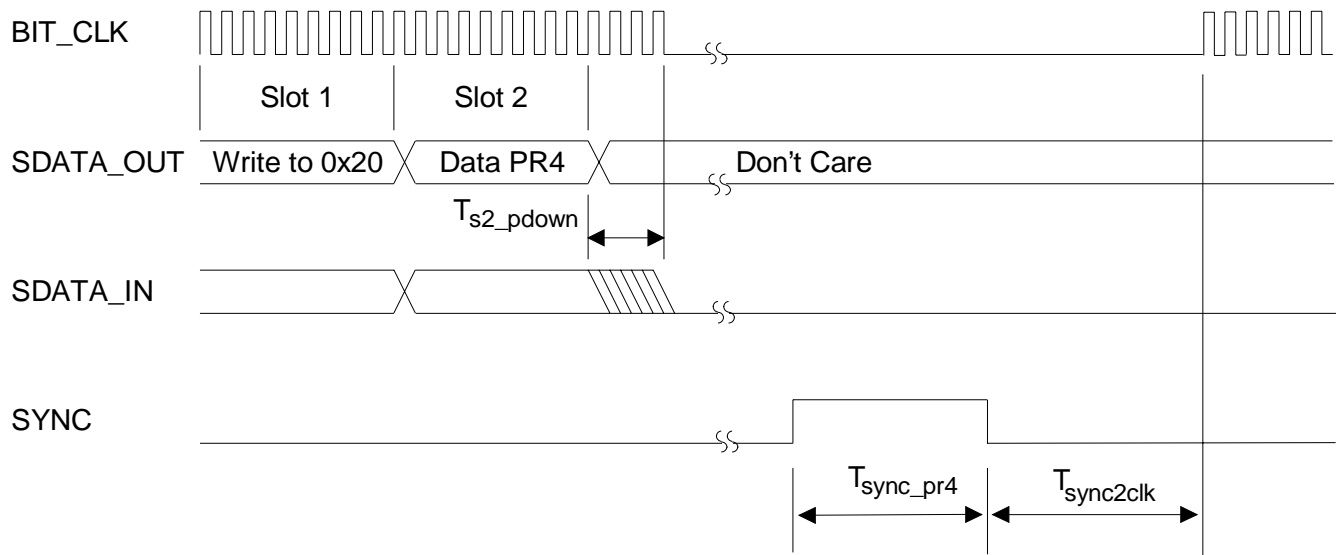 BIT_CLK
Slot 1 Slot 2
SDATA_OUT Write to 0x20 Data PR4 Don't Care
Ts2_pdown
SDATA_IN
SYNC
Tsync_pr4 Tsync2clk